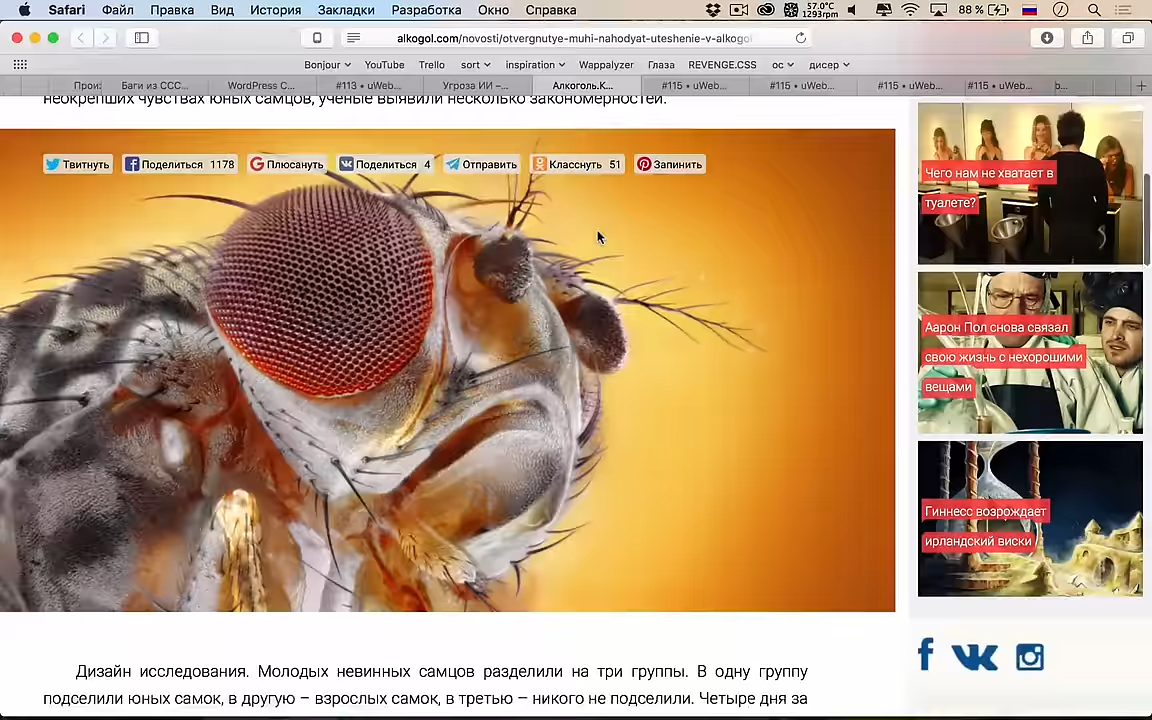 Safari Файл Правка Вид История Закладки Разработка Окно Справка 57.0°C 1293rpm 88 %
alkogol.com/novosti/otvergnutye-muhi-nahodyat-uteshenie-v-alkogol
Bonjour YouTube Trello sort inspiration Wappalyzer Глаза REVENGE.CSS ос дисер
Прои: Баги из ССС... WordPress C... #113 – uWeb... Угроза ИИ –... Алкоголь.К... #115 – uWeb... #115 – uWeb... #115 – uWeb... #115 – uWeb... b...
неокрепших чувствах юных самцов, ученые выявили несколько закономерностей.
Твитнуть Поделиться 1178 Плюсануть Поделиться 4 Отправить Класснуть 51 Запинить
Чего нам не хватает в
туалете?
Аарон Пол снова связал
свою жизнь с нехорошими
вещами
Гиннесс возрождает
ирландский виски
Дизайн исследования. Молодых невинных самцов разделили на три группы. В одну группу
подселили юных самок, в другую – взрослых самок, в третью – никого не подселили. Четыре дня за